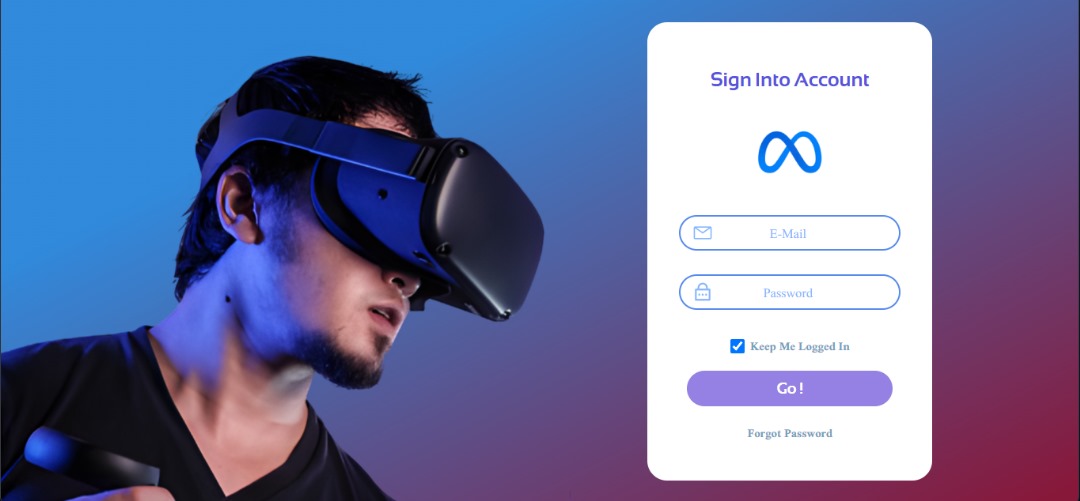 Sign Into Account
E-Mail
Password
Keep Me Logged In
Go !
Forgot Password